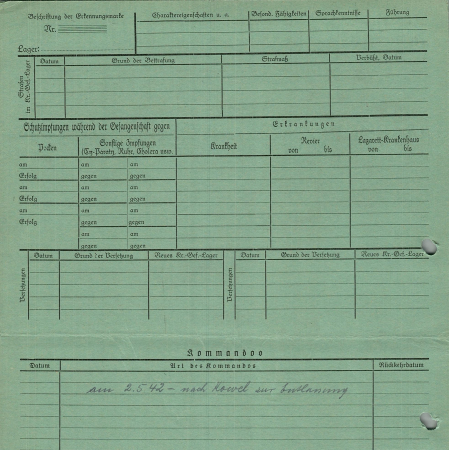 Beschriftung der Erkennungsmarke
Nr.
Lager:
Charaktereigenschaften u. a.
Besond. Fähigkeiten
Sprachkenntnisse
Führung
Strafen im Kr.-Gef.-Lager
Datum
Grund der Bestrafung
Strafmaß
Verbüßt, Datum
Schutzimpfungen während der Gefangenschaft gegen
Erkrankungen
Pocken
Sonstige Impfungen
(Ty-Paraty, Ruhr, Cholera usw.)
Krankheit
Revier
von bis
Lazarett-Krankenhaus
von bis
am am am
Erfolg gegen gegen
am am am
Erfolg gegen gegen
am am am
Erfolg gegen gegen
am am
gegen gegen
Versetzungen
Datum
Grund der Versetzung
Neues Kr.-Gef.-Lager
Versetzungen
Datum
Grund der Versetzung
Neues Kr.-Gef.-Lager
Kommandos
Datum
Art des Kommandos
Rückkehrdatum
am 2.5.42 – nach Kowel zur Entlassung